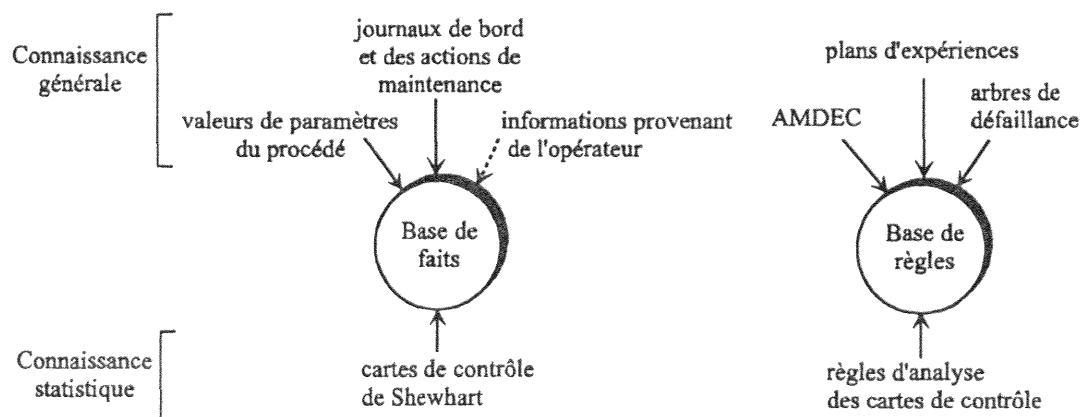 Connaissance
générale
journaux de bord
et des actions de
maintenance
valeurs de paramètres
du procédé
informations provenant
de l'opérateur
plans d'expériences
AMDEC
arbres de
défaillance
Base de
faits
Base de
règles
Connaissance
statistique
cartes de contrôle
de Shewhart
règles d'analyse
des cartes de contrôle